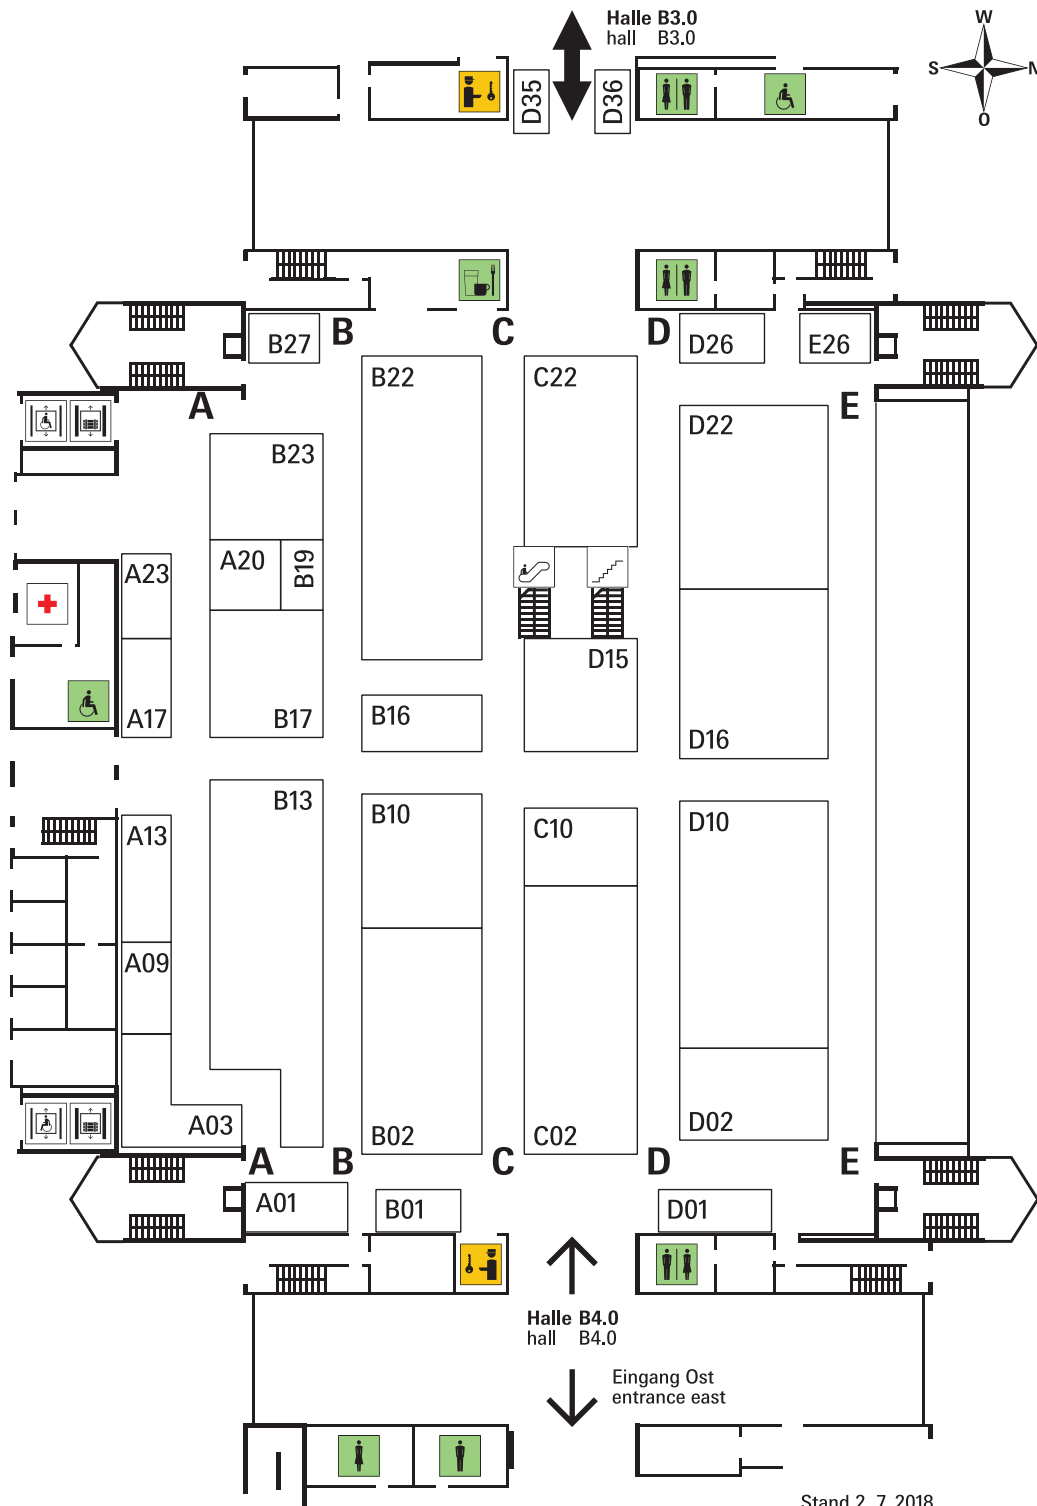 Halle B3.0
hall B3.0
W
S
N
O
D35
D36
B
C
D
B27
D26
E26
A
E
B22
C22
D22
B23
A20
B19
A23
D15
A17
B17
B16
D16
B13
B10
C10
D10
A13
A09
A03
B02
C02
D02
A
B
C
D
E
A01
B01
D01
Halle B4.0
hall B4.0
Eingang Ost
entrance east
Stand 2. 7. 2018